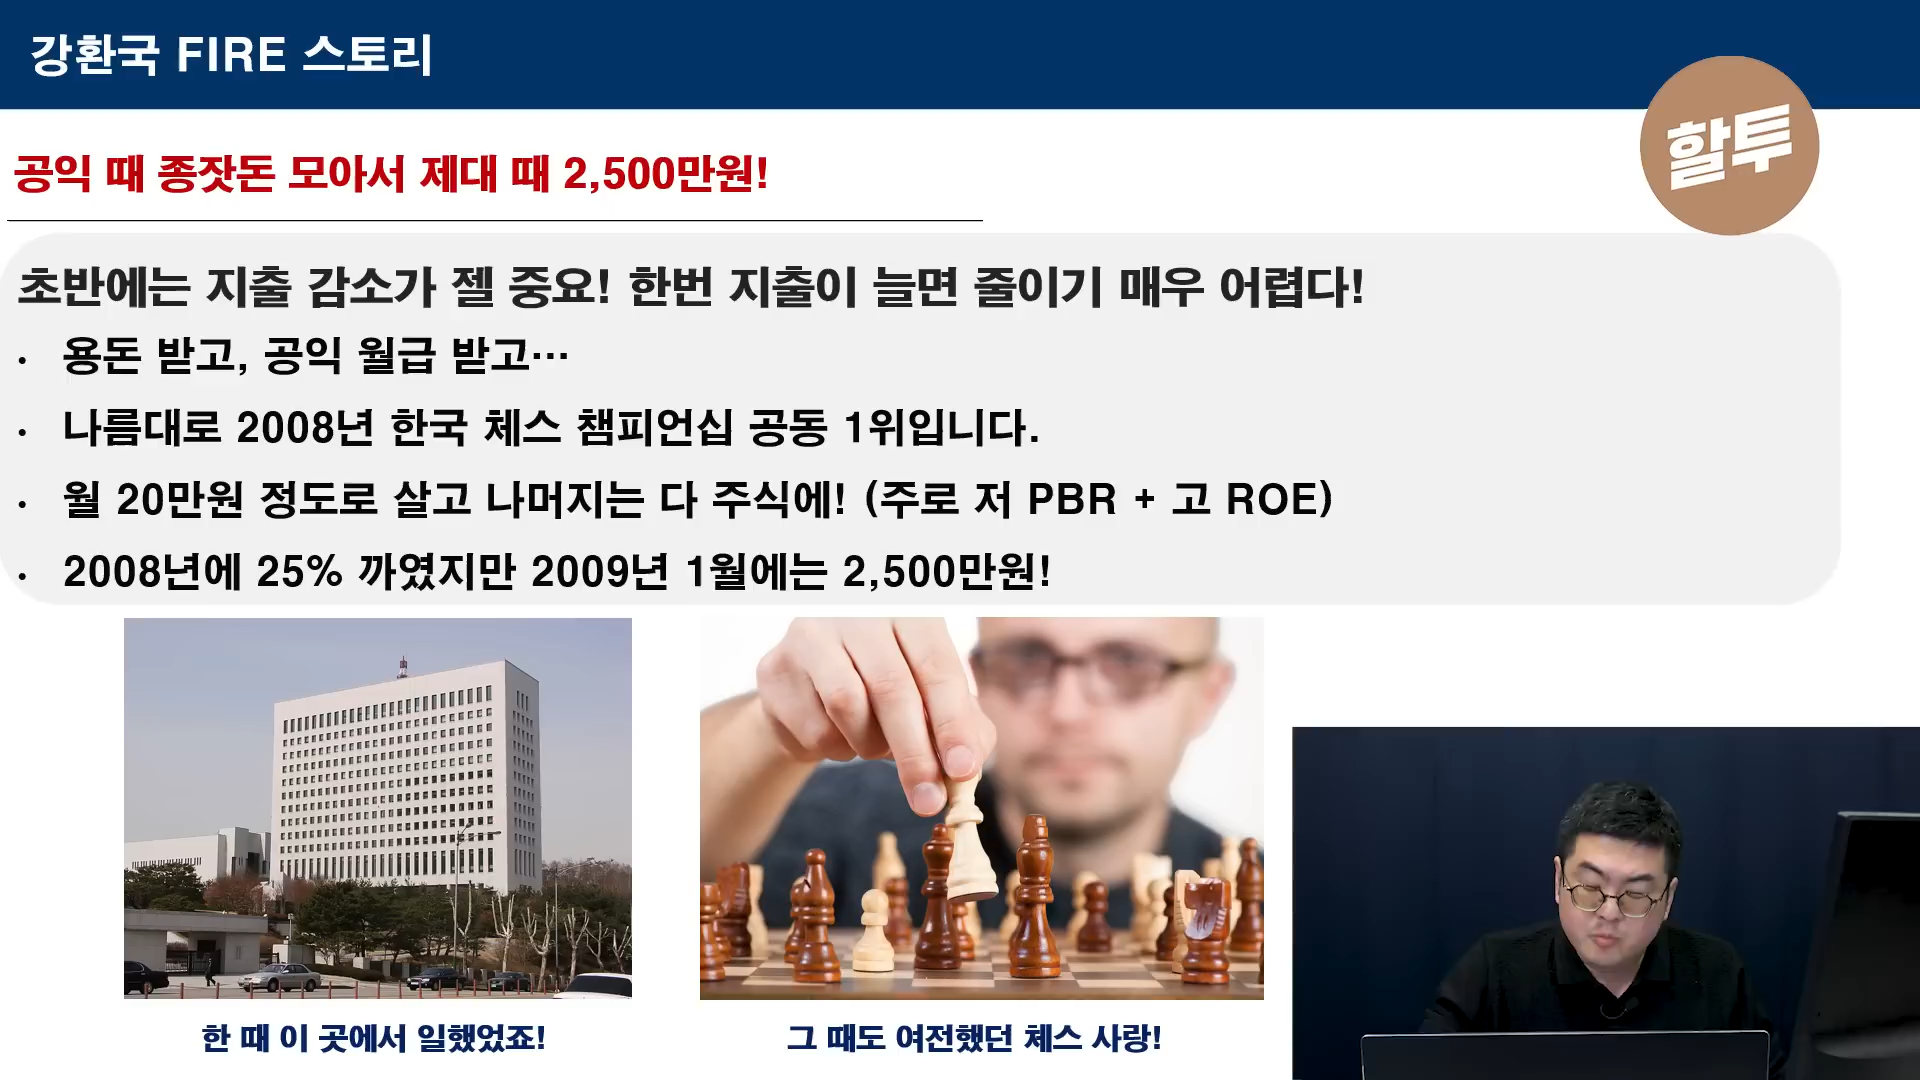 강환국 FIRE 스토리
할투
공익 때 종잣돈 모아서 제대 때 2,500만원!
초반에는 지출 감소가 젤 중요! 한번 지출이 늘면 줄이기 매우 어렵다!
• 용돈 받고, 공익 월급 받고…
• 나름대로 2008년 한국 체스 챔피언십 공동 1위입니다.
• 월 20만원 정도로 살고 나머지는 다 주식에! (주로 저 PBR + 고 ROE)
• 2008년에 25% 까였지만 2009년 1월에는 2,500만원!
한 때 이 곳에서 일했었죠!
그 때도 여전했던 체스 사랑!